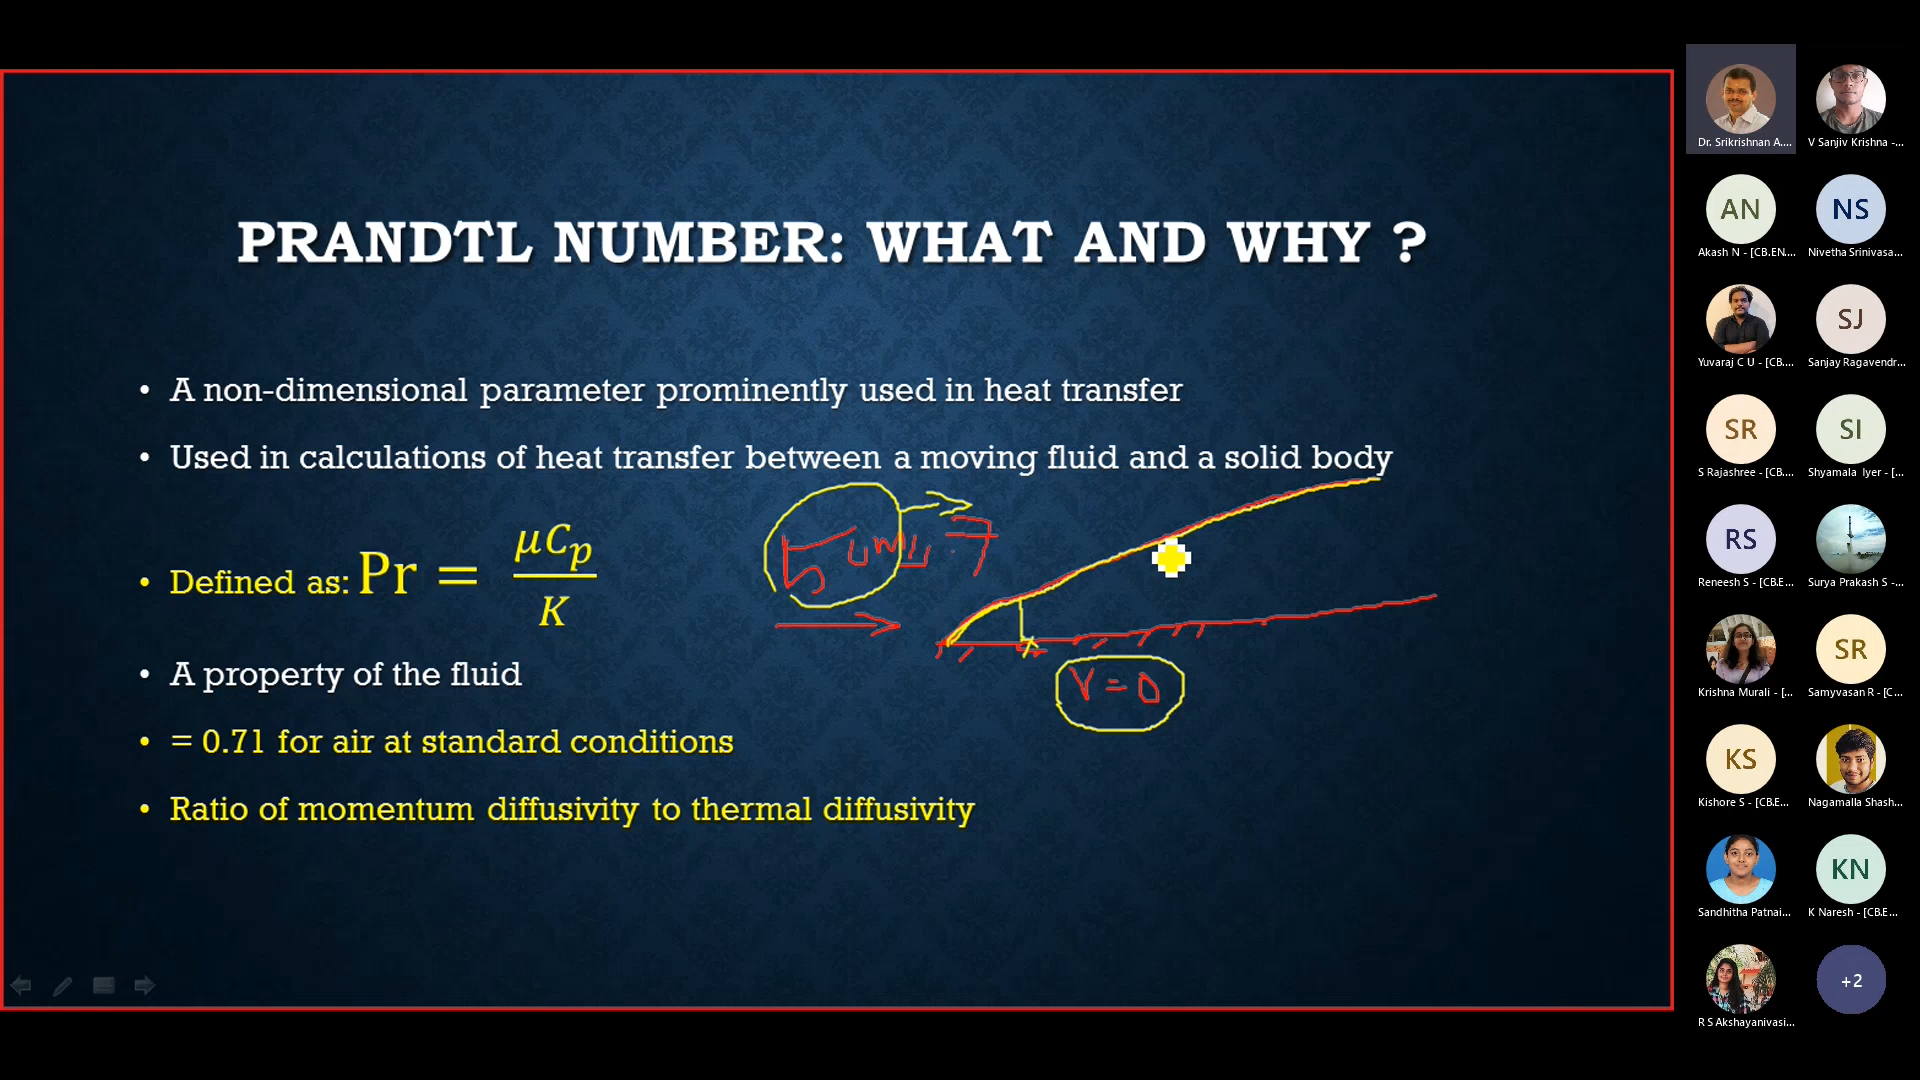 PRANDTL NUMBER: WHAT AND WHY ?
• A non-dimensional parameter prominently used in heat transfer
• Used in calculations of heat transfer between a moving fluid and a solid body
• Defined as: Pr = μCp / K
• A property of the fluid
• = 0.71 for air at standard conditions
• Ratio of momentum diffusivity to thermal diffusivity
V = 0
Dr. Srikrishnan A....
V Sanjiv Krishna -...
AN
NS
Akash N - [CB.EN....
Nivetha Srinivasa...
SJ
Yuvaraj C U - [CB....
Sanjay Ragavendr...
SR
SI
S Rajashree - [CB....
Shyamala Iyer - [...
RS
Reneesh S - [CB.E...
Surya Prakash S -...
SR
Krishna Murali - [...
Samyvasan R - [C...
KS
Kishore S - [CB.E...
Nagamalla Shash...
KN
Sandhitha Patnai...
K Naresh - [CB.E...
+2
R S Akshayanivasi...